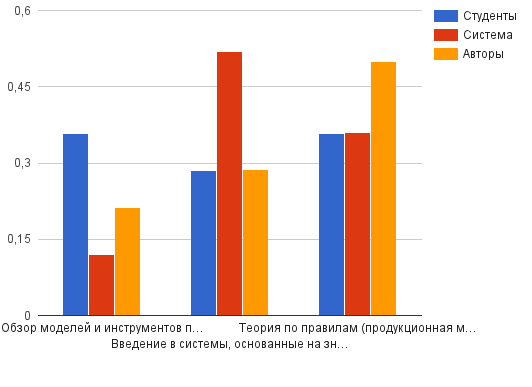 0,6
0,45
0,3
0,15
0
Студенты
Система
Авторы
Обзор моделей и инструментов п...
Теория по правилам (продукционная м...
Введение в системы, основанные на зн...